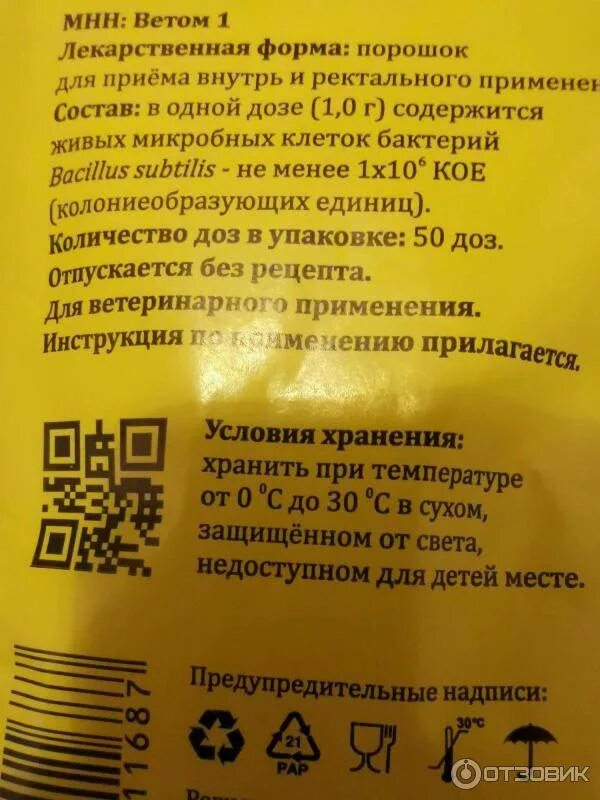 МНН: Ветом 1
Лекарственная форма: порошок
для приёма внутрь и ректального применен
Состав: в одной дозе (1,0 г) содержится
живых микробных клеток бактерий
Bacillus subtilis - не менее 1х10⁶ КОЕ
(колониеобразующих единиц).
Количество доз в упаковке: 50 доз.
Отпускается без рецепта.
Для ветеринарного применения.
Инструкция по применению прилагается.
Условия хранения:
хранить при температуре
от 0 ⁰С до 30 ⁰С в сухом,
защищённом от света,
недоступном для детей месте.
11687
Предупредительные надписи:
30°C
21
PAP
ОТЗОВИК